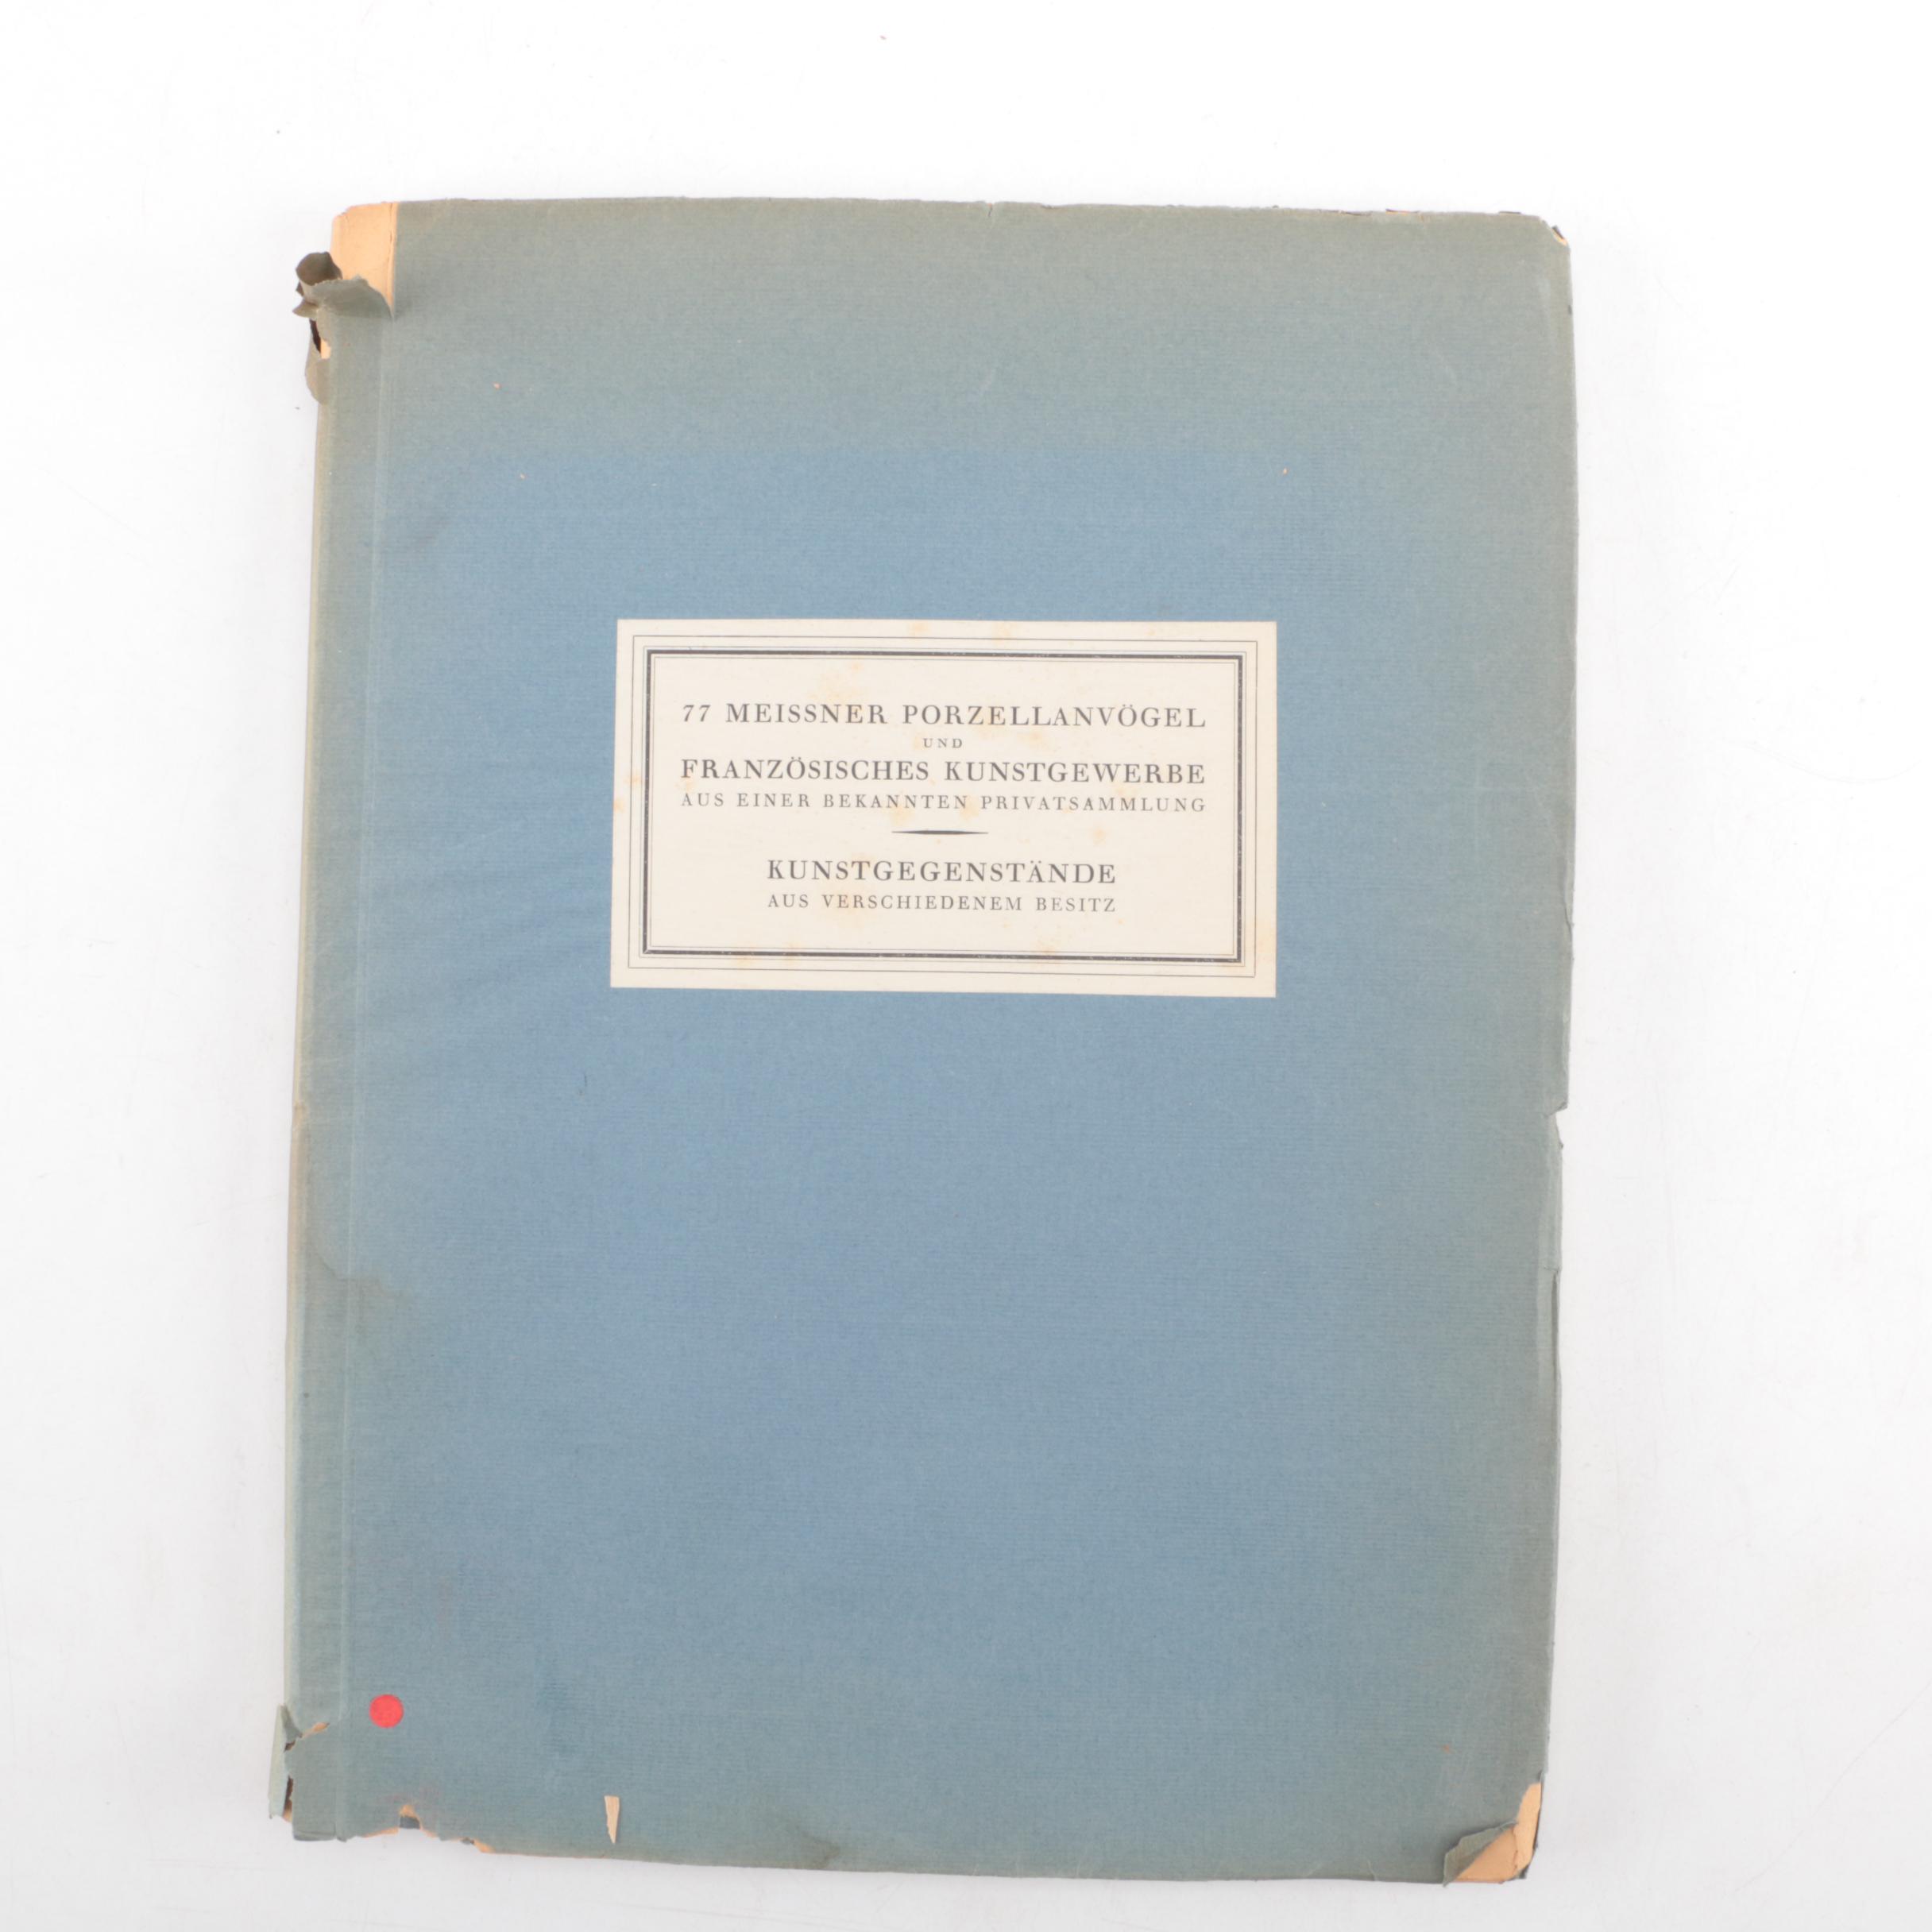 77 MEISSNER PORZELLANVÖGEL
UND
FRANZÖSISCHES KUNSTGEWERBE
AUS EINER BEKANNTEN PRIVATSAMMLUNG
KUNSTGEGENSTÄNDE
AUS VERSCHIEDENEM BESITZ